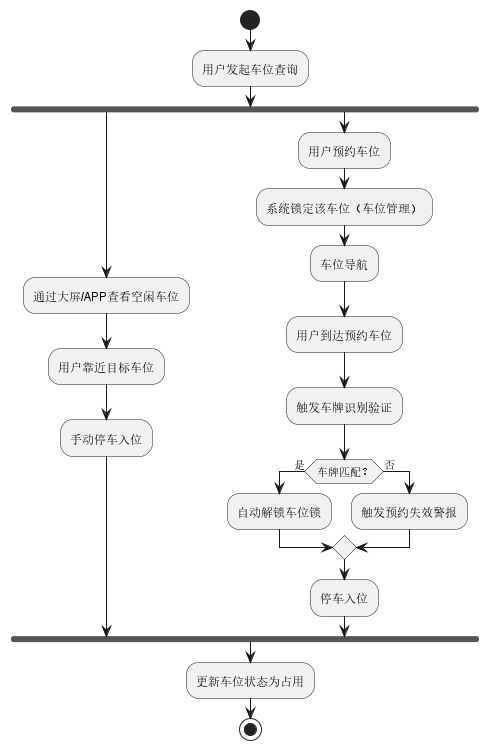 用户发起车位查询
用户预约车位
系统锁定该车位（车位管理）
车位导航
通过大屏/APP查看空闲车位
用户到达预约车位
用户靠近目标车位
触发车牌识别验证
手动停车入位
是
车牌匹配？
否
自动解锁车位锁
触发预约失效警报
停车入位
更新车位状态为占用